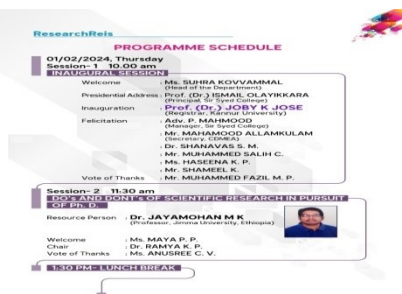 ResearchReis
PROGRAMME SCHEDULE
01/02/2024, Thursday
Session- 1 10.00 am
INAUGURAL SESSION
Welcome : Ms. SUHRA KOVVAMMAL
(Head of the Department)
Presidential Address : Prof. (Dr.) ISMAIL OLAYIKKARA
(Principal, Sir Syed College)
Inauguration : Prof. (Dr.) JOBY K JOSE
(Registrar, Kannur University)
Felicitation : Adv. P. MAHMOOD
(Manager, Sir Syed College)
: Mr. MAHAMOOD ALLAMKULAM
(Secretary, CDMEA)
: Dr. SHANAVAS S. M.
: Mr. MUHAMMED SALIH C.
: Ms. HASEENA K. P.
: Mr. SHAMEEL K.
Vote of Thanks : Mr. MUHAMMED FAZIL M. P.
Session- 2 11:30 am
DO's AND DONT's OF SCIENTIFIC RESEARCH IN PURSUIT
OF Ph. D.
Resource Person : Dr. JAYAMOHAN M K
(Professor, Jimma University, Ethiopia)
Welcome : Ms. MAYA P. P.
Chair : Dr. RAMYA K. P.
Vote of Thanks : Ms. ANUSREE C. V.
1:30 PM- LUNCH BREAK